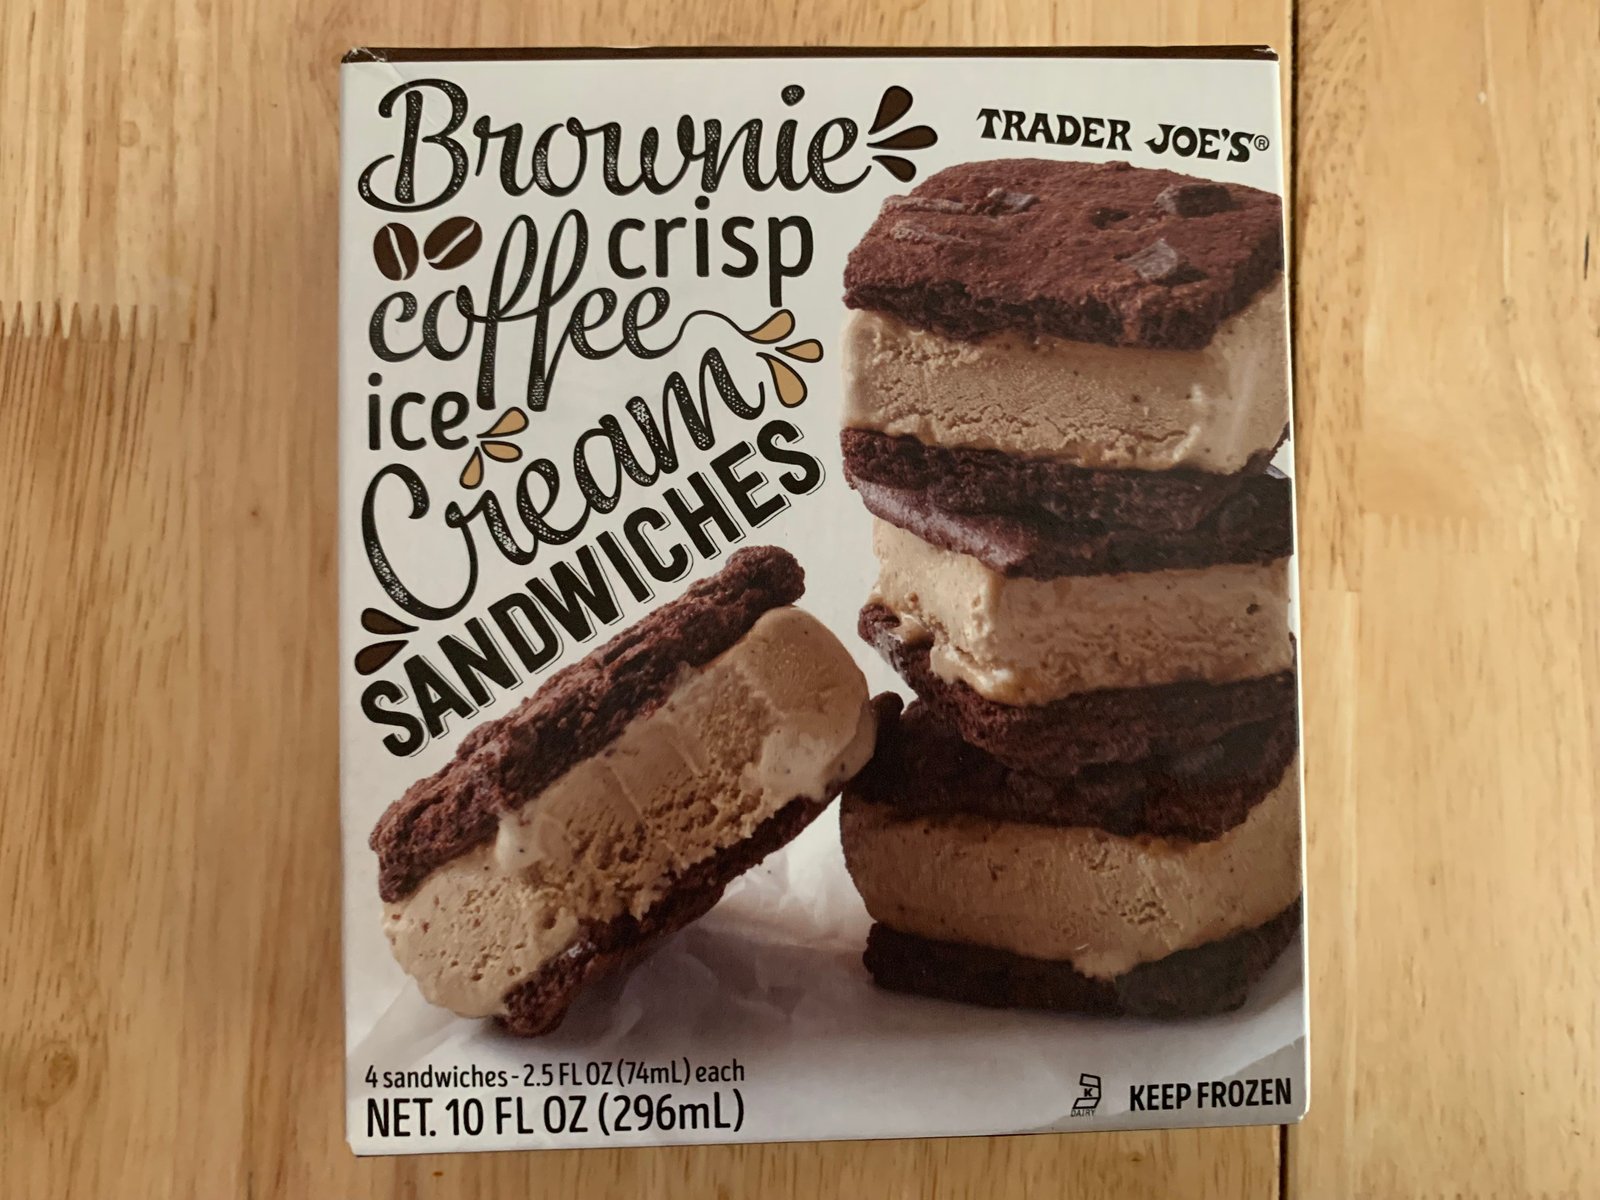 Brownie
crisp
coffee
ice
Cream
SANDWICHES
TRADER JOE'S®
4 sandwiches - 2.5 FL OZ (74mL) each
NET. 10 FL OZ (296mL)
K
DAIRY
KEEP FROZEN